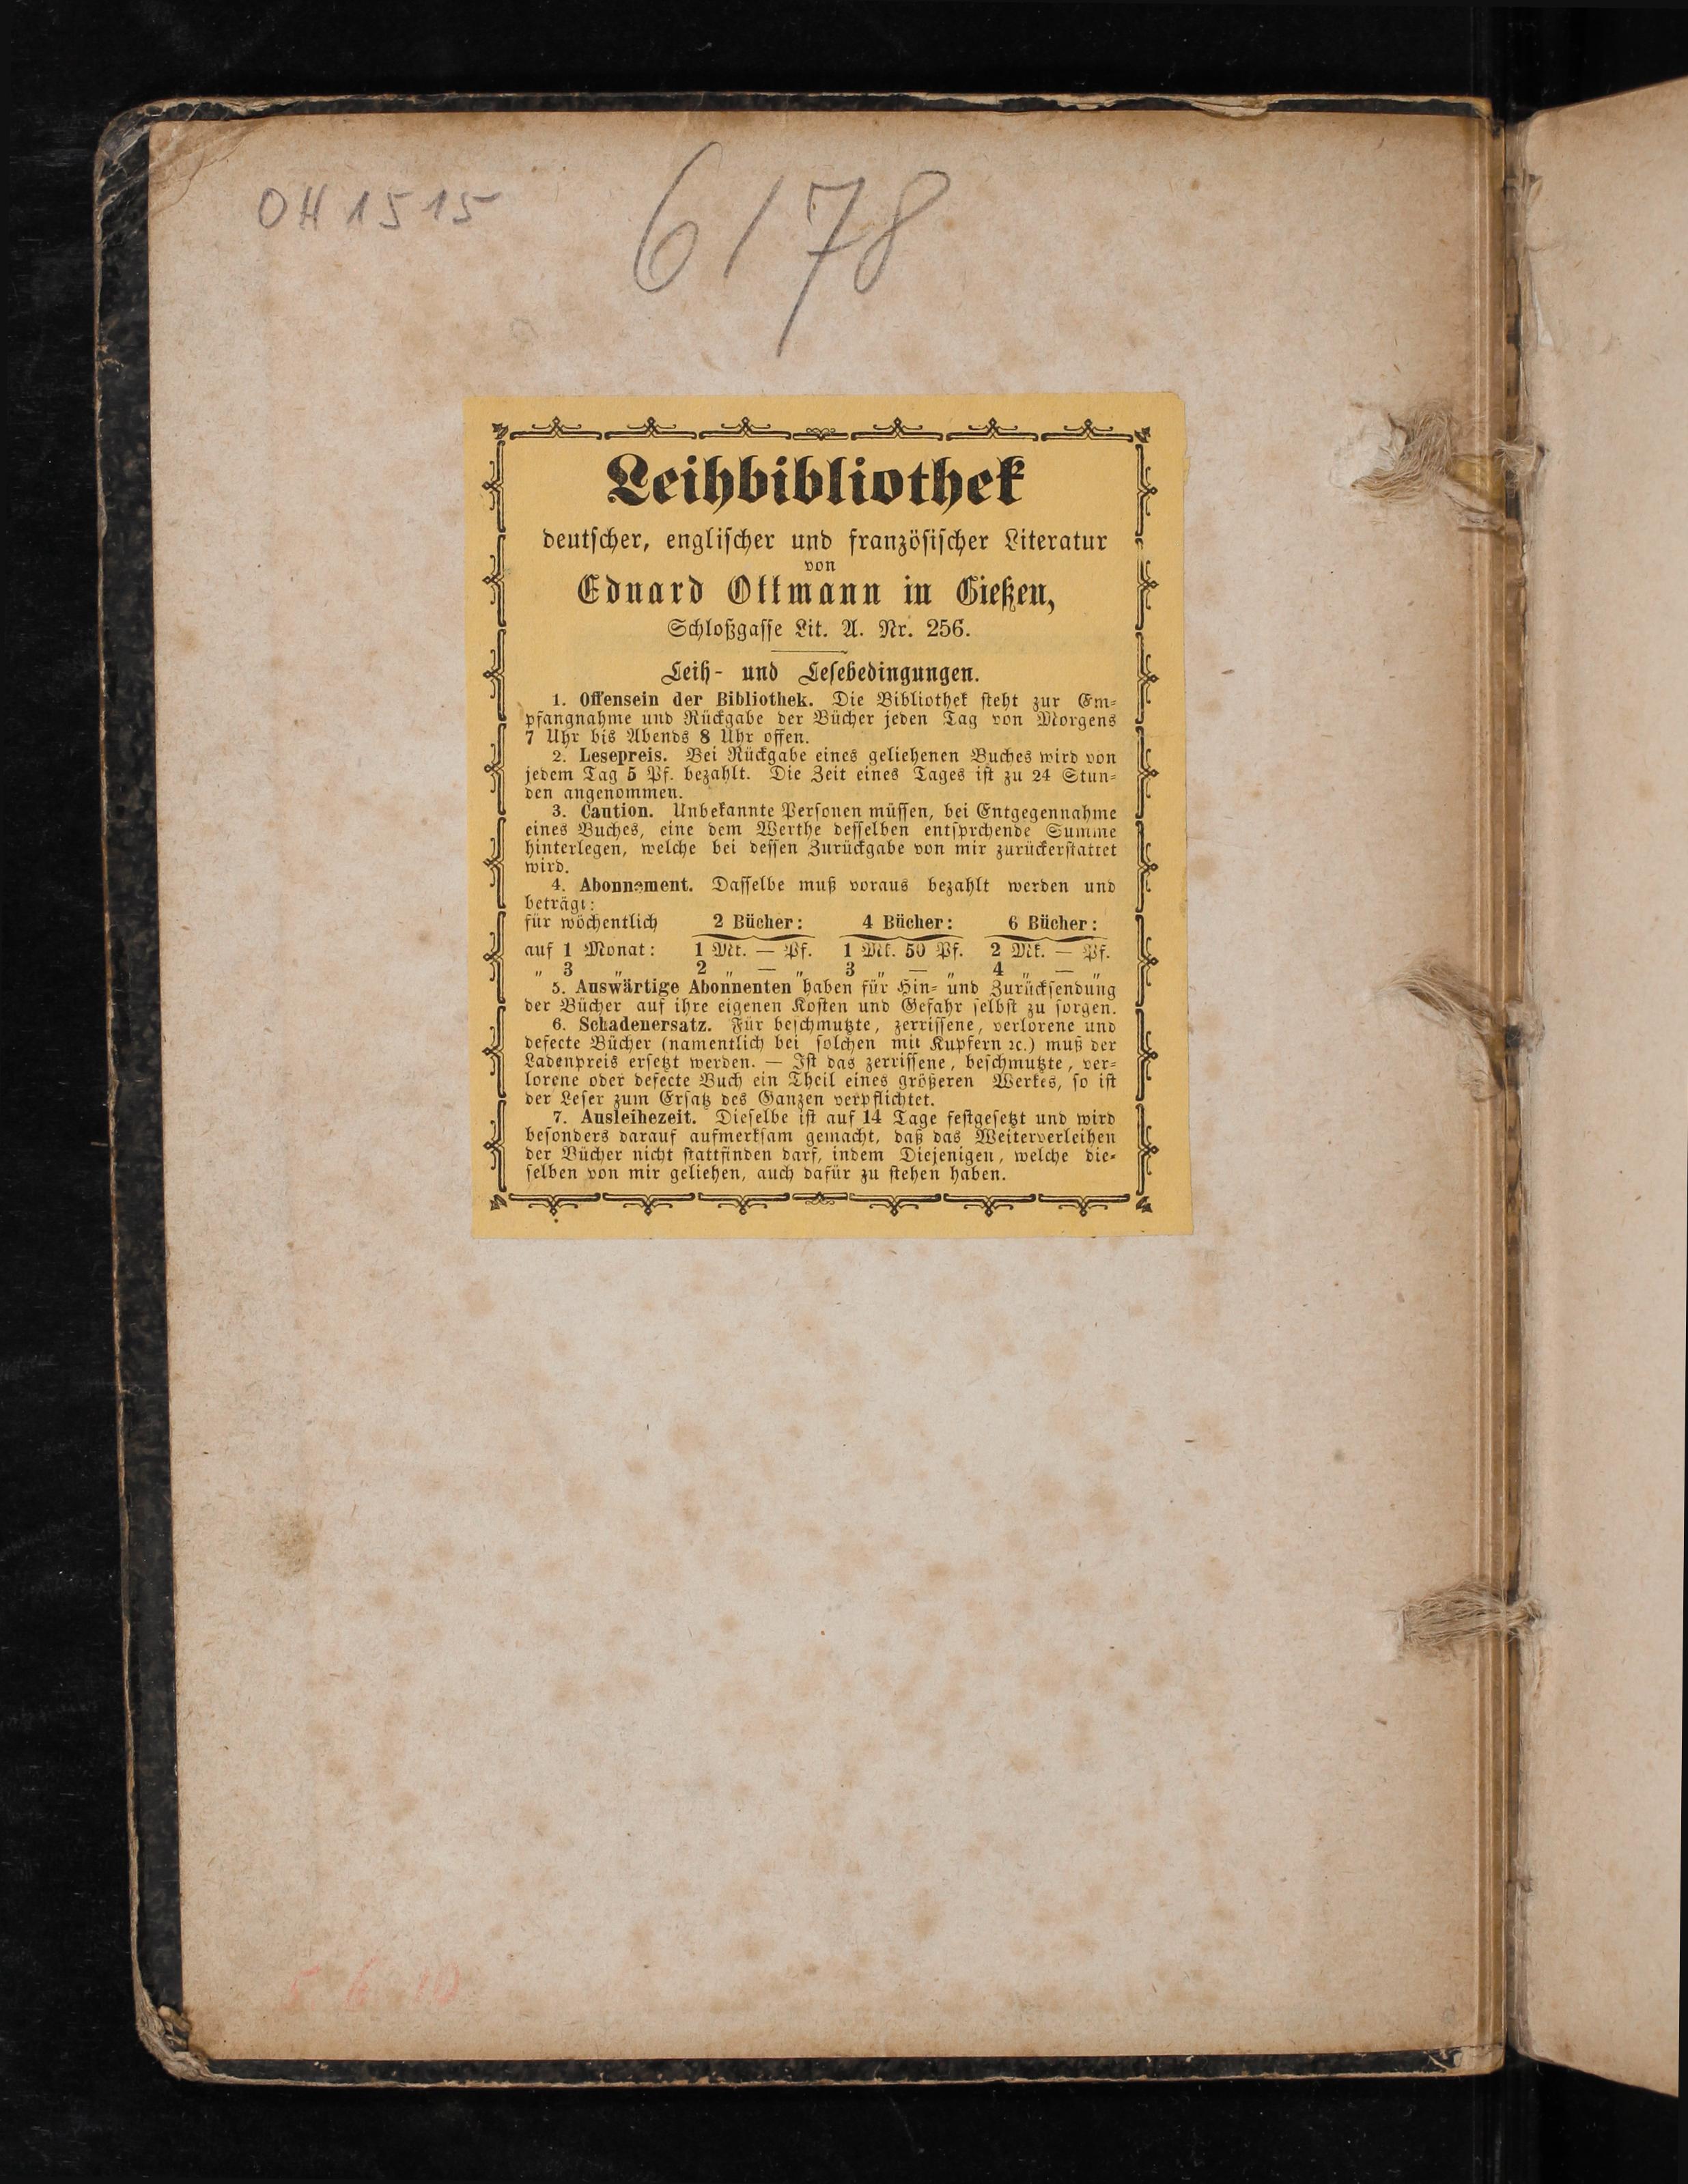 OH 1515
6178
Leihbibliothek
deutscher, englischer und französischer Literatur
von
Eduard Ottmann in Gießen,
Schloßgasse Lit. A. Nr. 256.
Leih- und Lesebedingungen.
1. Offensein der Bibliothek. Die Bibliothek steht zur Em-
pfangnahme und Rückgabe der Bücher jeden Tag von Morgens
7 Uhr bis Abends 8 Uhr offen.
2. Lesepreis. Bei Rückgabe eines geliehenen Buches wird von
jedem Tag 5 Pf. bezahlt. Die Zeit eines Tages ist zu 24 Stun-
den angenommen.
3. Caution. Unbekannte Personen müssen, bei Entgegennahme
eines Buches, eine dem Werthe desselben entsprchende Summe
hinterlegen, welche bei dessen Zurückgabe von mir zurückerstattet
wird.
4. Abonnement. Dasselbe muß voraus bezahlt werden und
beträgt:
für wöchentlich 2 Bücher: 4 Bücher: 6 Bücher:
auf 1 Monat: 1 Mk. — Pf. 1 Mk. 50 Pf. 2 Mk. — Pf.
„ 3 „ 2 „ — „ 3 „ — „ 4 „ — „
5. Auswärtige Abonnenten haben für Hin- und Zurücksendung
der Bücher auf ihre eigenen Kosten und Gefahr selbst zu sorgen.
6. Schadenersatz. Für beschmutzte, zerrissene, verlorene und
defecte Bücher (namentlich bei solchen mit Kupfern ꝛc.) muß der
Ladenpreis ersetzt werden. — Ist das zerrissene, beschmutzte, ver-
lorene oder defecte Buch ein Theil eines größeren Werkes, so ist
der Leser zum Ersatz des Ganzen verpflichtet.
7. Ausleihezeit. Dieselbe ist auf 14 Tage festgesetzt und wird
besonders darauf aufmerksam gemacht, daß das Weiterverleihen
der Bücher nicht stattfinden darf, indem Diejenigen, welche die-
selben von mir geliehen, auch dafür zu stehen haben.